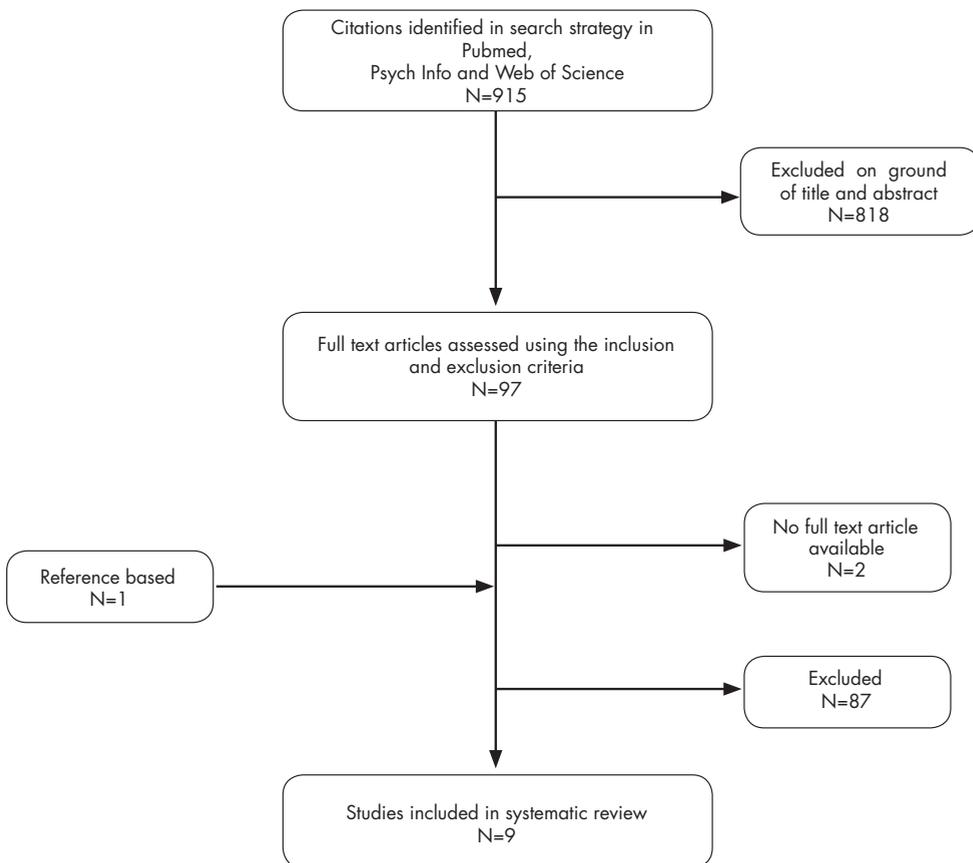 Citations identified in search strategy in
Pubmed,
Psych Info and Web of Science
N=915
Excluded on ground
of title and abstract
N=818
Full text articles assessed using the inclusion
and exclusion criteria
N=97
No full text article
available
N=2
Reference based
N=1
Excluded
N=87
Studies included in systematic review
N=9